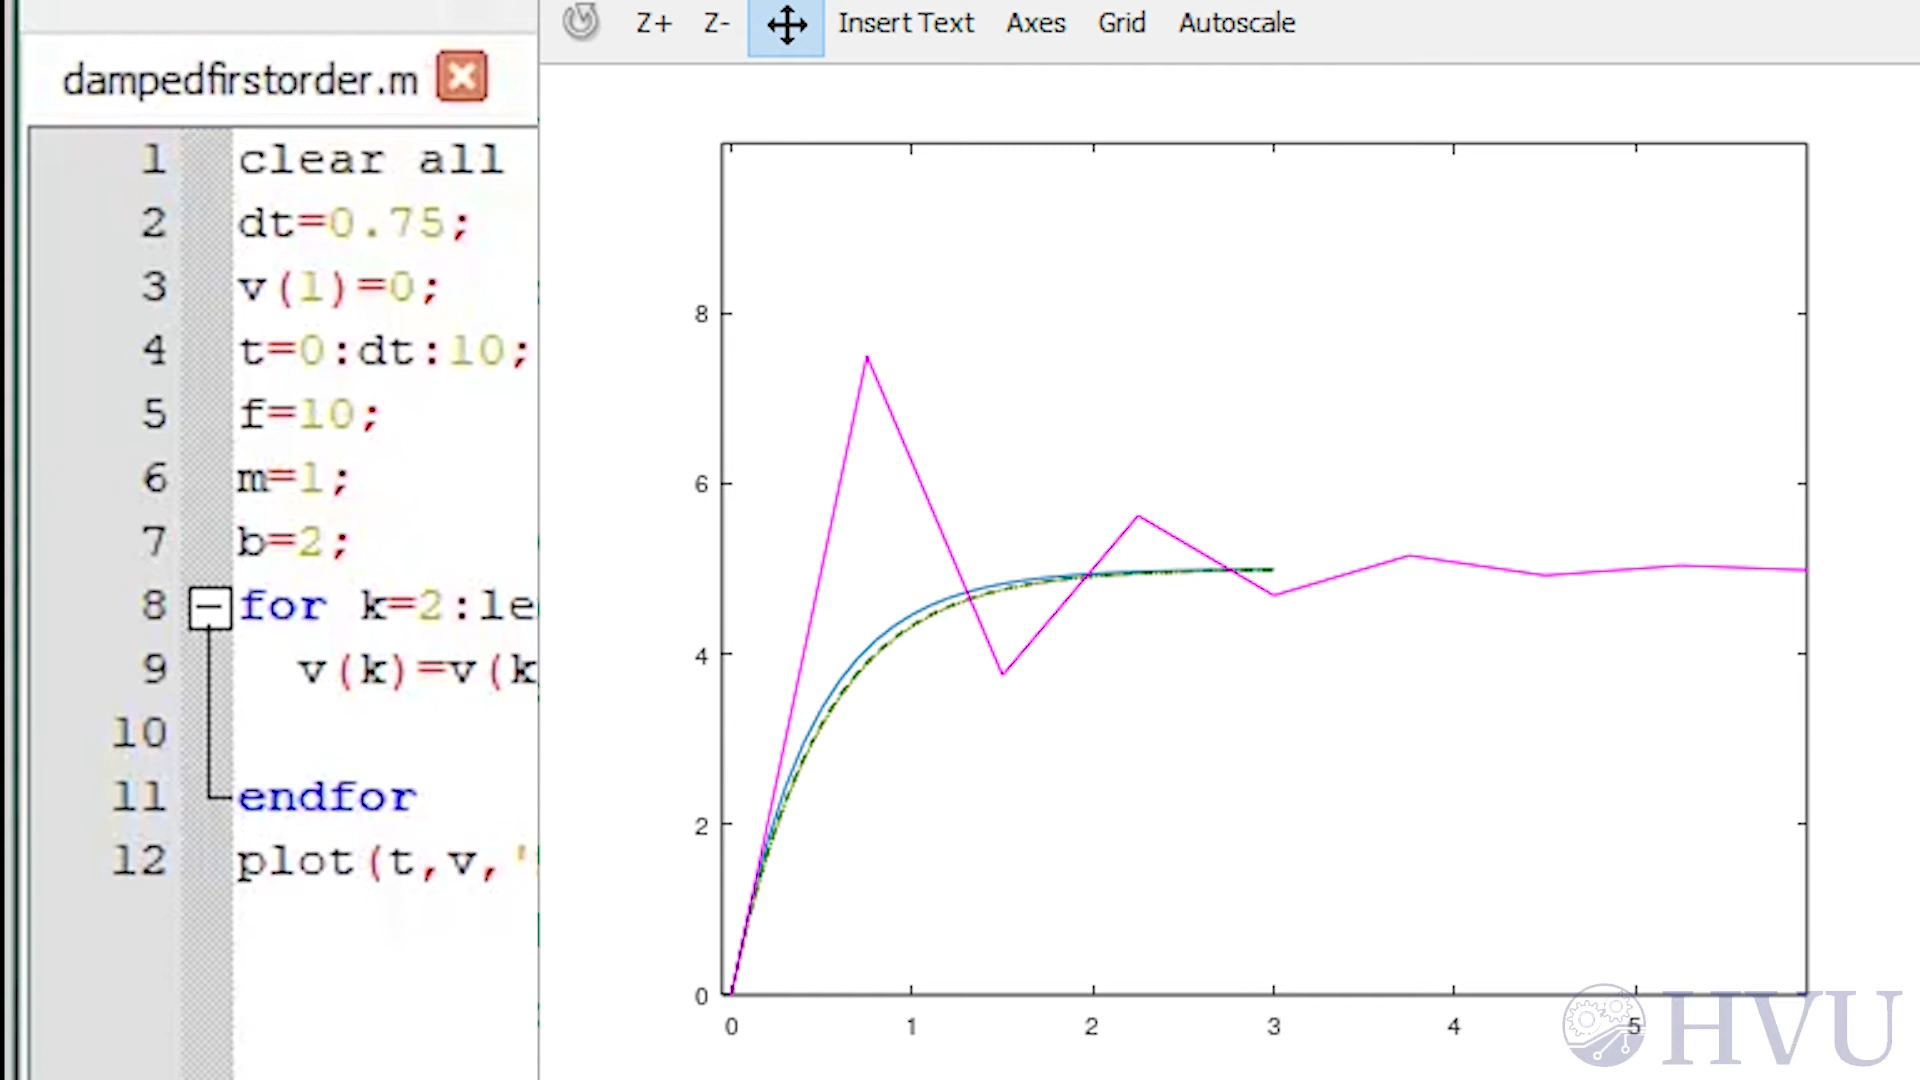 Z+ Z- Insert Text Axes Grid Autoscale
dampedfirstorder.m
1 clear all
2 dt=0.75;
3 v(1)=0;
4 t=0:dt:10;
5 f=10;
6 m=1;
7 b=2;
8 for k=2:le
9 v(k)=v(k
10
11 endfor
12 plot(t,v,'
8
6
4
2
0
0 1 2 3 4 5
HVU